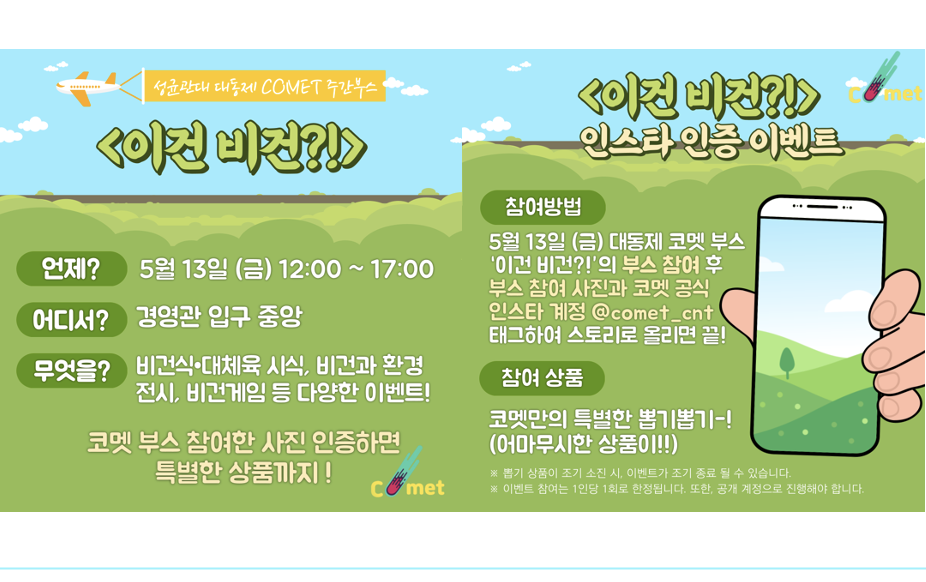 성균관대 대동제 COMET 주간부스
<이건 비건?!>
언제?
5월 13일 (금) 12:00 ~ 17:00
어디서?
경영관 입구 중앙
무엇을?
비건식•대체육 시식, 비건과 환경
전시, 비건게임 등 다양한 이벤트!
코멧 부스 참여한 사진 인증하면
특별한 상품까지 !
Comet
Comet
<이건 비건?!>
인스타 인증 이벤트
참여방법
5월 13일 (금) 대동제 코멧 부스
'이건 비건?!'의 부스 참여 후
부스 참여 사진과 코멧 공식
인스타 계정 @comet_cnt
태그하여 스토리로 올리면 끝!
참여 상품
코멧만의 특별한 뽑기뽑기-!
(어마무시한 상품이!!)
※ 뽑기 상품이 조기 소진 시, 이벤트가 조기 종료 될 수 있습니다.
※ 이벤트 참여는 1인당 1회로 한정됩니다. 또한, 공개 계정으로 진행해야 합니다.